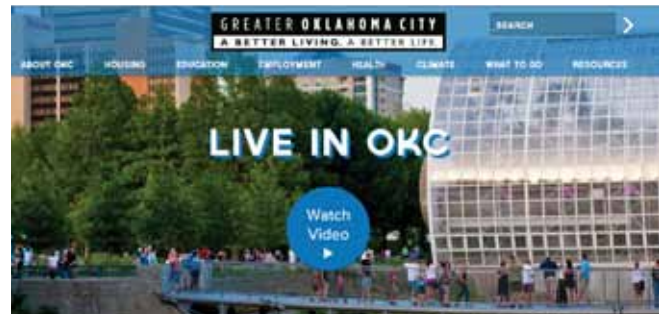 GREATER OKLAHOMA CITY
A BETTER LIVING. A BETTER LIFE.
SEARCH
ABOUT OKC HOUSING EDUCATION EMPLOYMENT HEALTH CLIMATE WHAT TO DO RESOURCES
LIVE IN OKC
Watch
Video